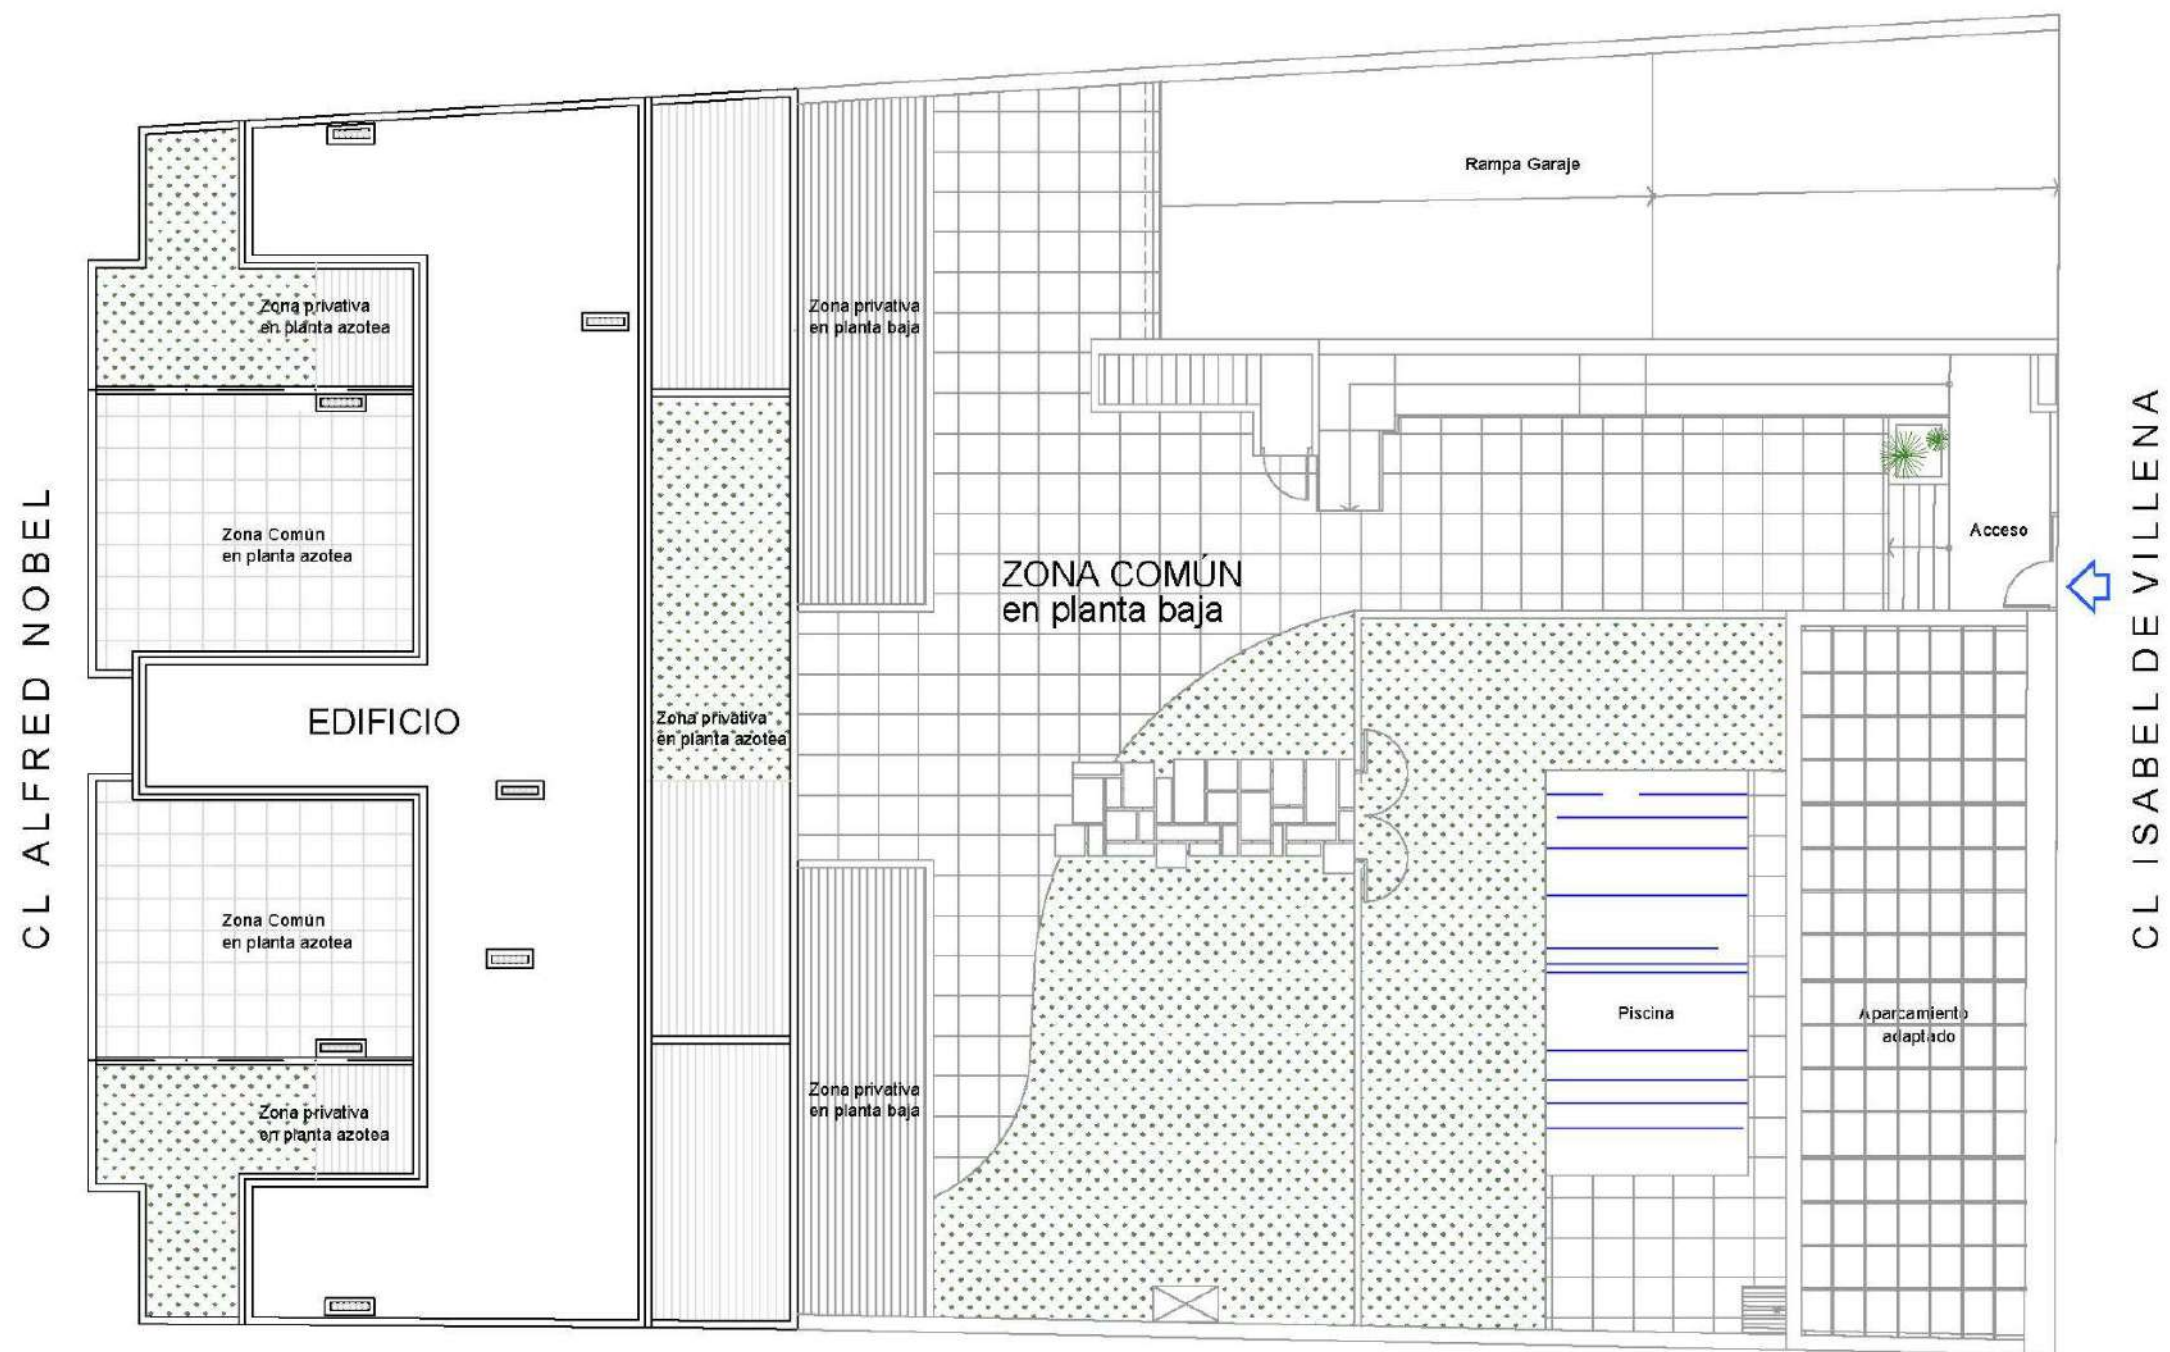 CL ALFRED NOBEL
Zona privativa
en planta azotea
Zona Común
en planta azotea
EDIFICIO
Zona Común
en planta azotea
Zona privativa
en planta azotea
Zona privativa
en planta azotea
Zona privativa
en planta baja
Zona privativa
en planta baja
ZONA COMÚN
en planta baja
Rampa Garaje
Acceso
Piscina
Aparcamiento
adaptado
CL ISABEL DE VILLENA